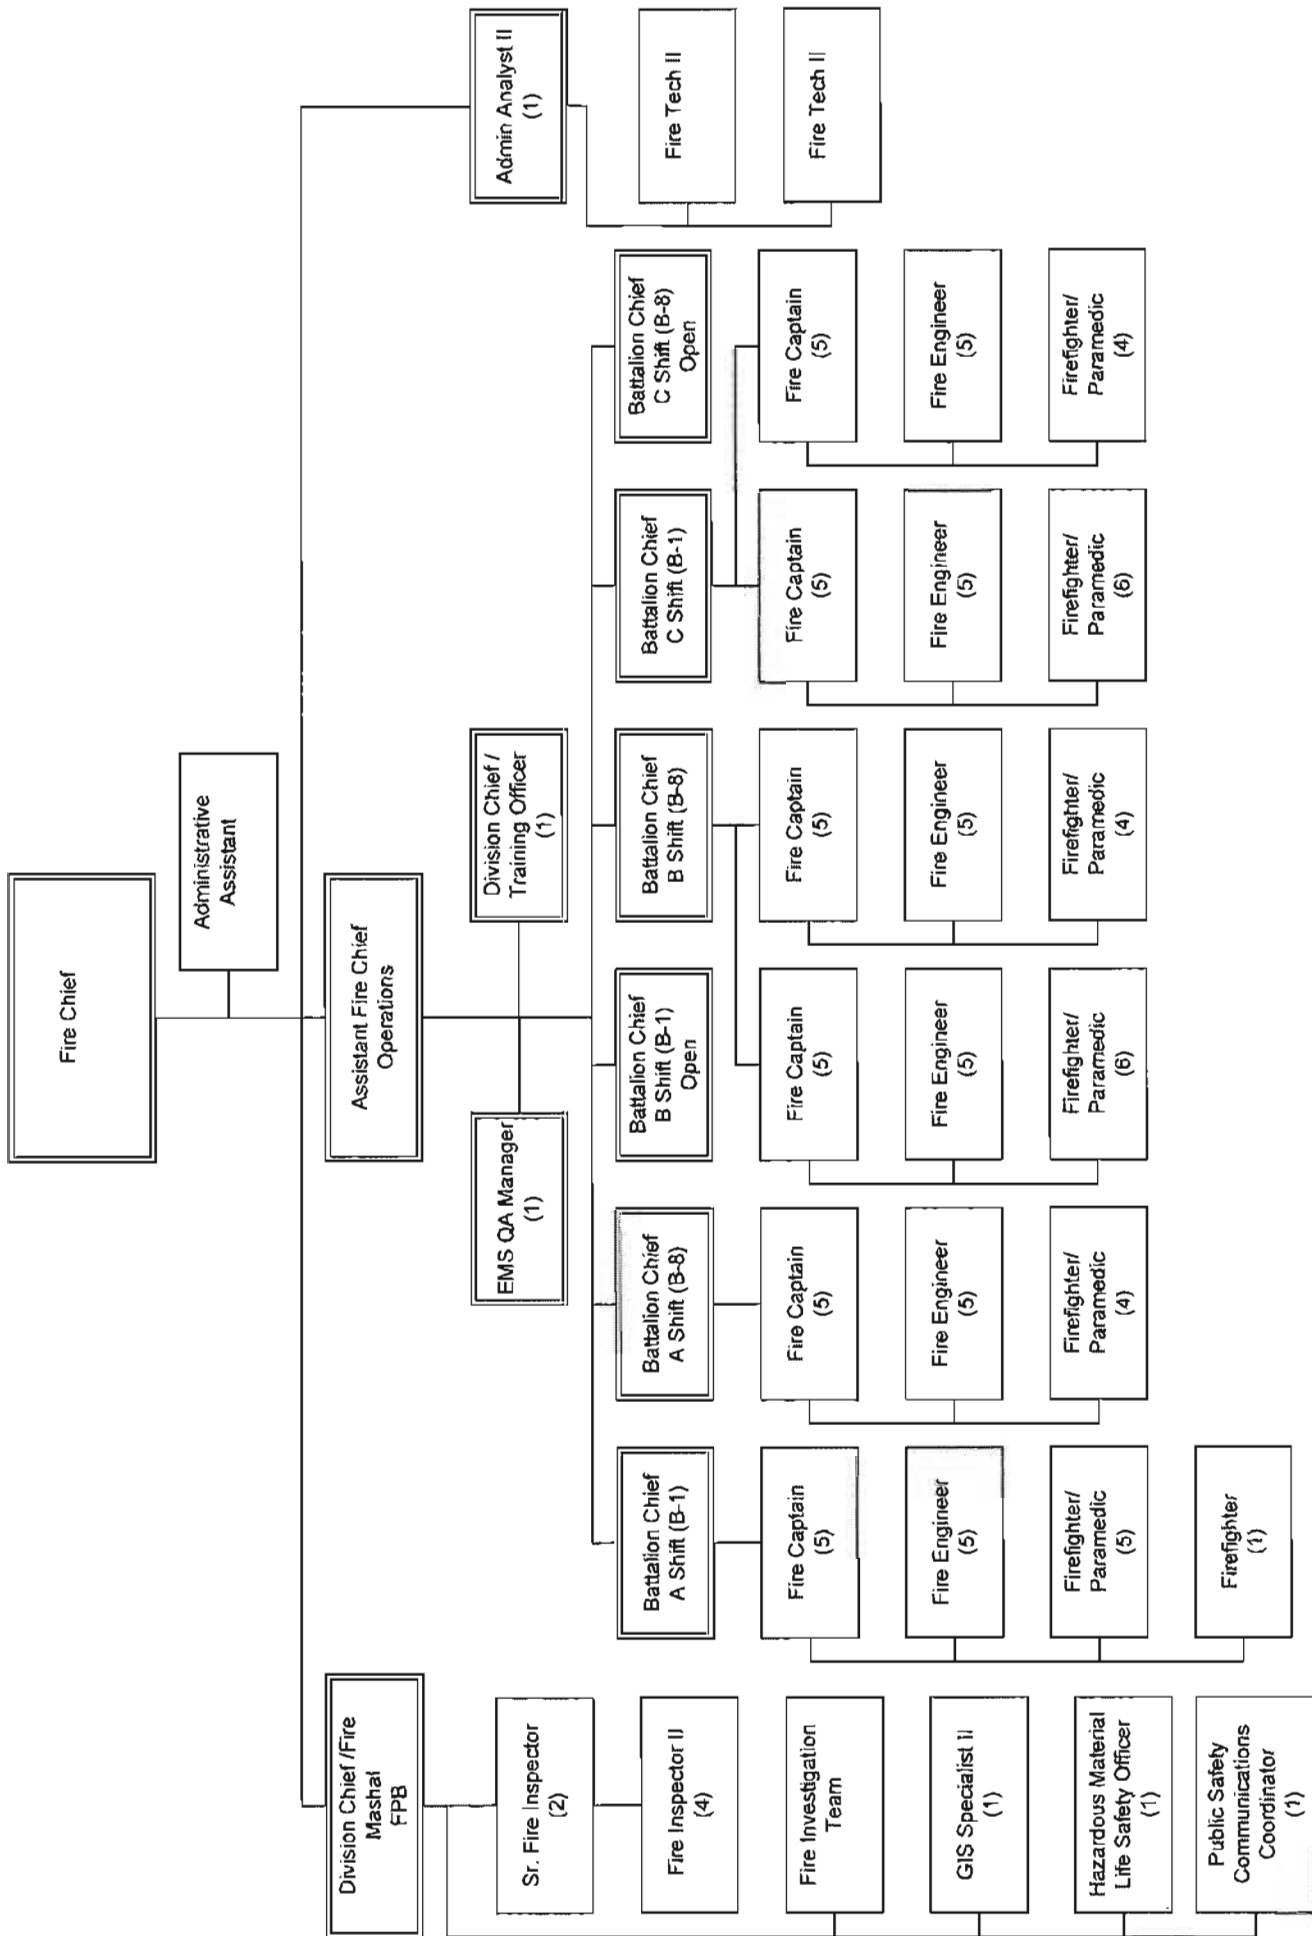 Fire Chief
Administrative
Assistant
Division Chief /Fire
Mashal
FPB
Assistant Fire Chief
Operations
Sr. Fire Inspector
(2)
EMS QA Manager
(1)
Division Chief /
Training Officer
(1)
Admin Analyst II
(1)
Fire Inspector II
(4)
Battalion Chief
A Shift (B-1)
Battalion Chief
A Shift (B-8)
Battalion Chief
B Shift (B-1)
Open
Battalion Chief
B Shift (B-8)
Battalion Chief
C Shift (B-1)
Battalion Chief
C Shift (B-8)
Open
Fire Tech II
Fire Investigation
Team
Fire Captain
(5)
Fire Captain
(5)
Fire Captain
(5)
Fire Captain
(5)
Fire Captain
(5)
Fire Captain
(5)
Fire Tech II
GIS Specialist II
(1)
Fire Engineer
(5)
Fire Engineer
(5)
Fire Engineer
(5)
Fire Engineer
(5)
Fire Engineer
(5)
Fire Engineer
(5)
Hazardous Material
Life Safety Officer
(1)
Firefighter/
Paramedic
(5)
Firefighter/
Paramedic
(4)
Firefighter/
Paramedic
(6)
Firefighter/
Paramedic
(4)
Firefighter/
Paramedic
(6)
Firefighter/
Paramedic
(4)
Public Safety
Communications
Coordinator
(1)
Firefighter
(1)